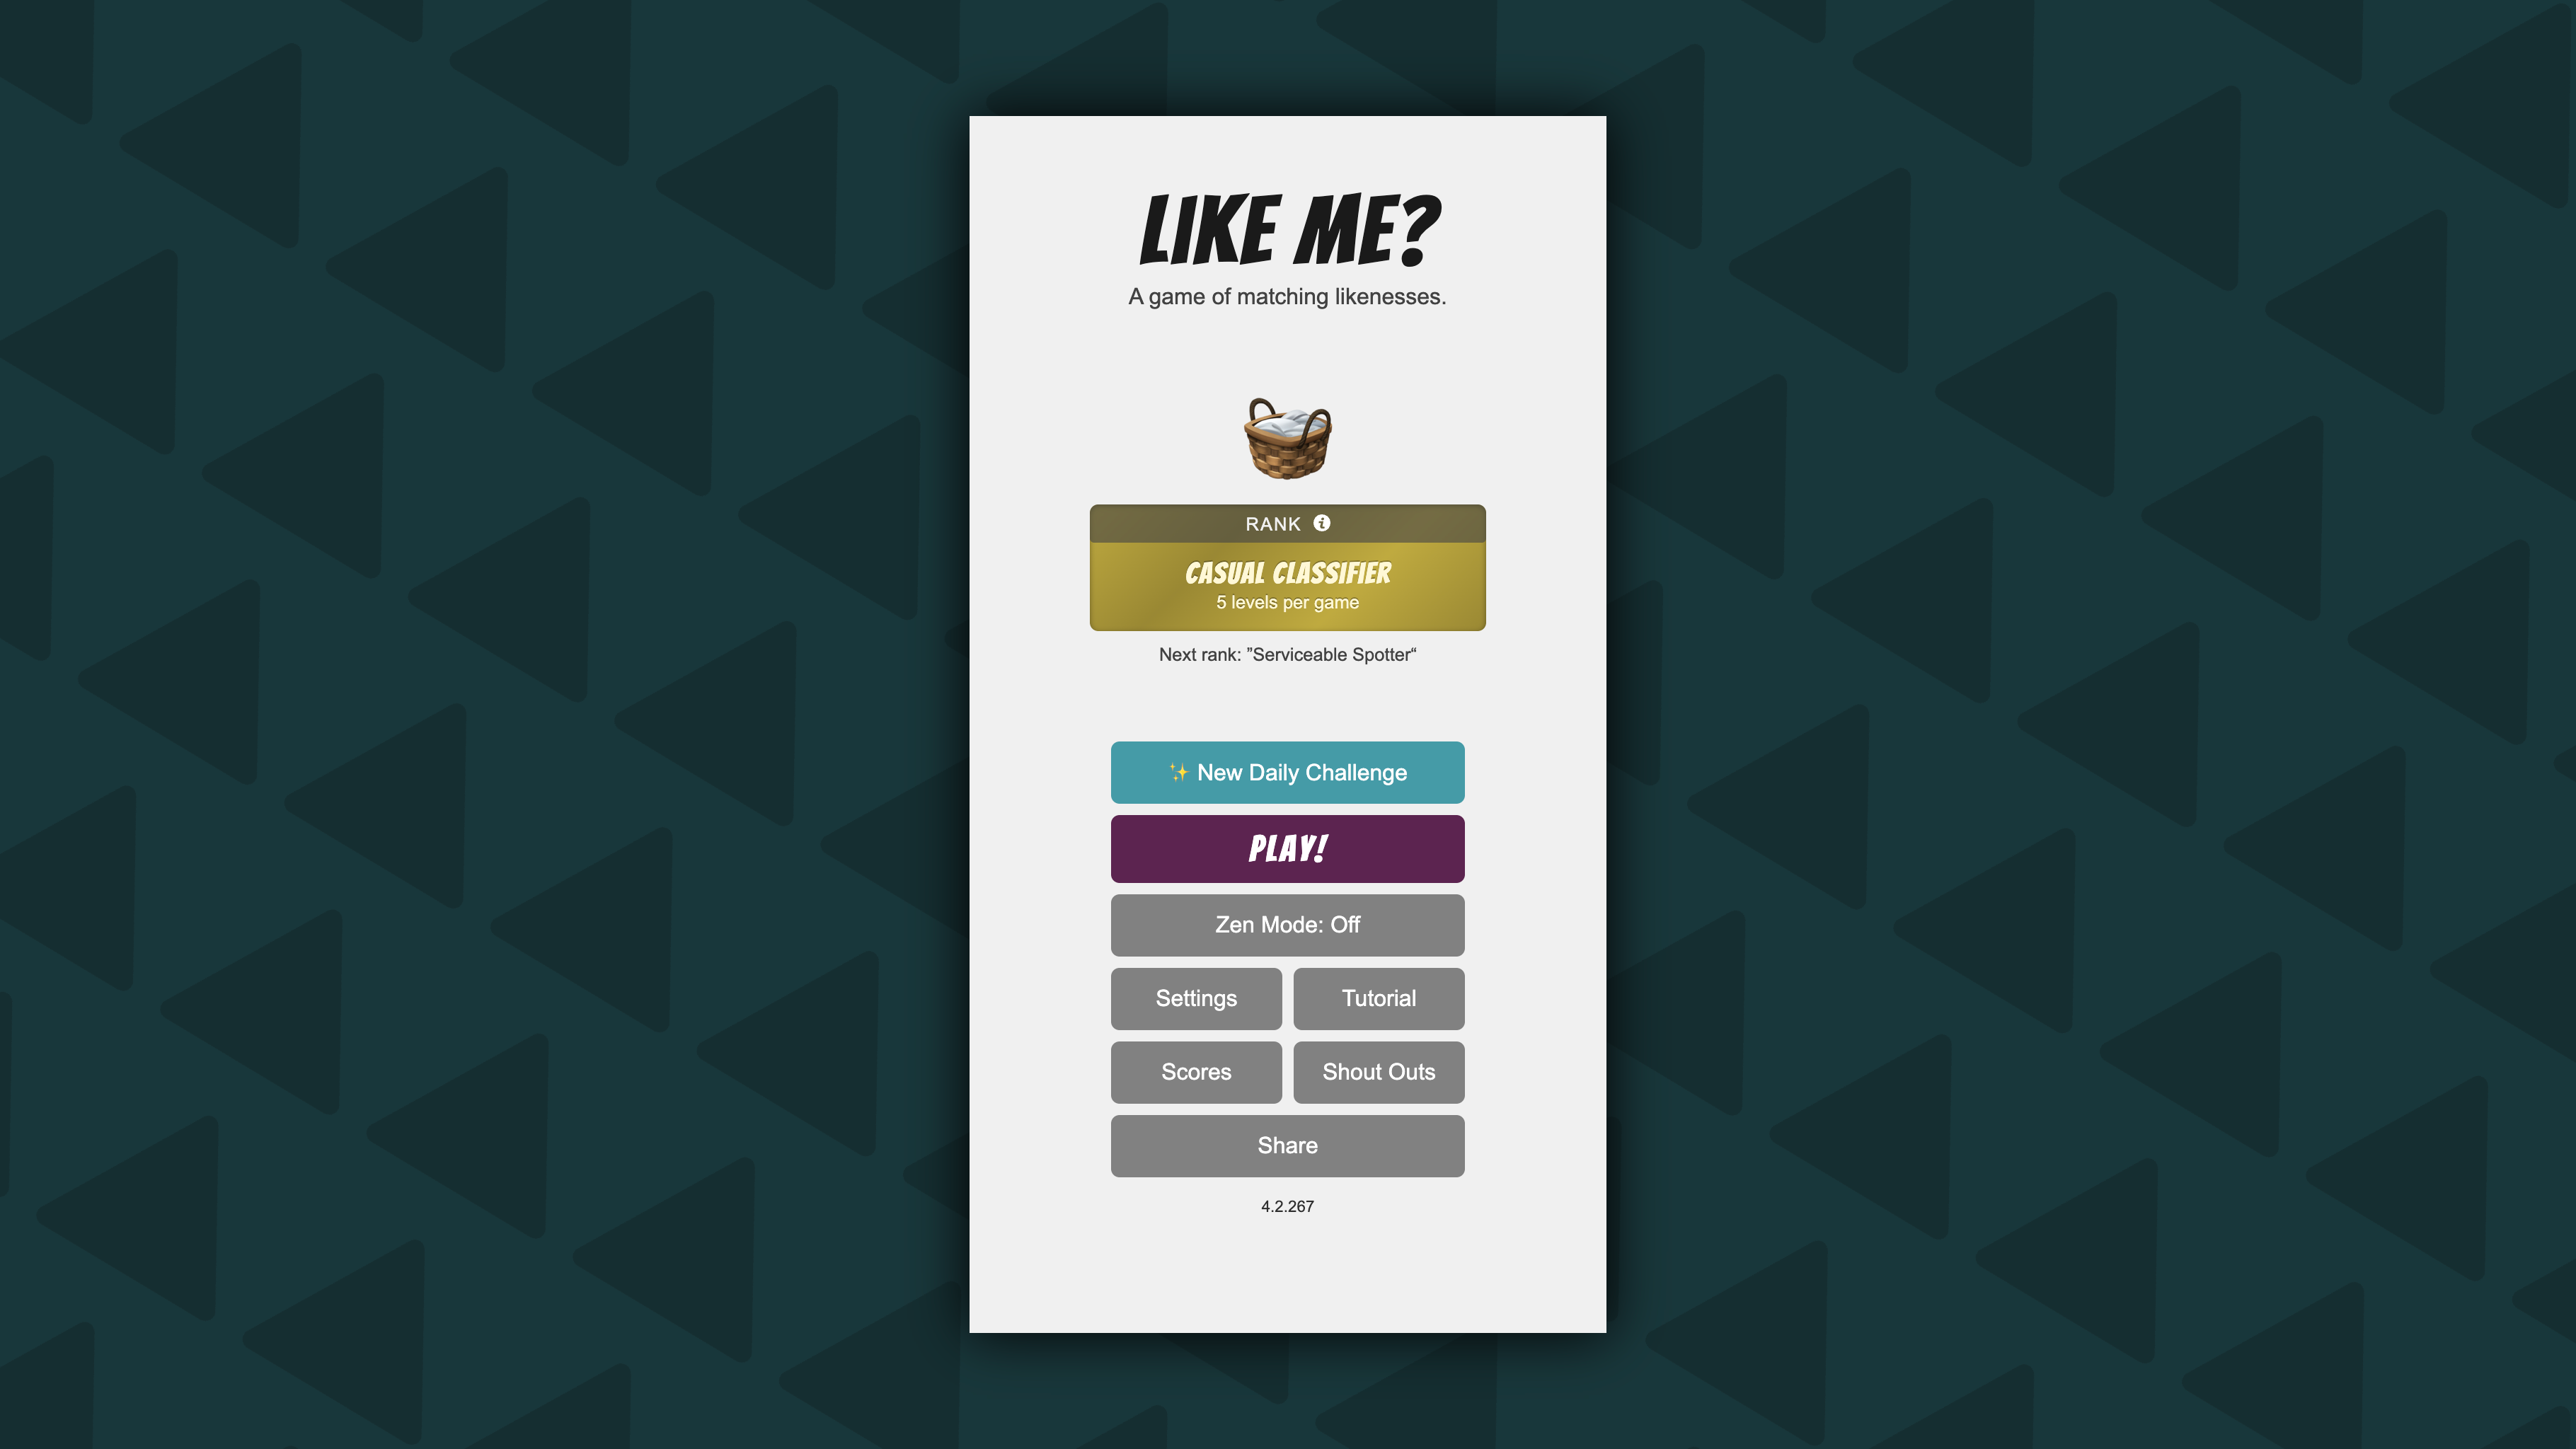 LIKE ME?
A game of matching likenesses.
RANK
CASUAL CLASSIFIER
5 levels per game
Next rank: ”Serviceable Spotter“
✨ New Daily Challenge
PLAY!
Zen Mode: Off
Settings
Tutorial
Scores
Shout Outs
Share
4.2.267